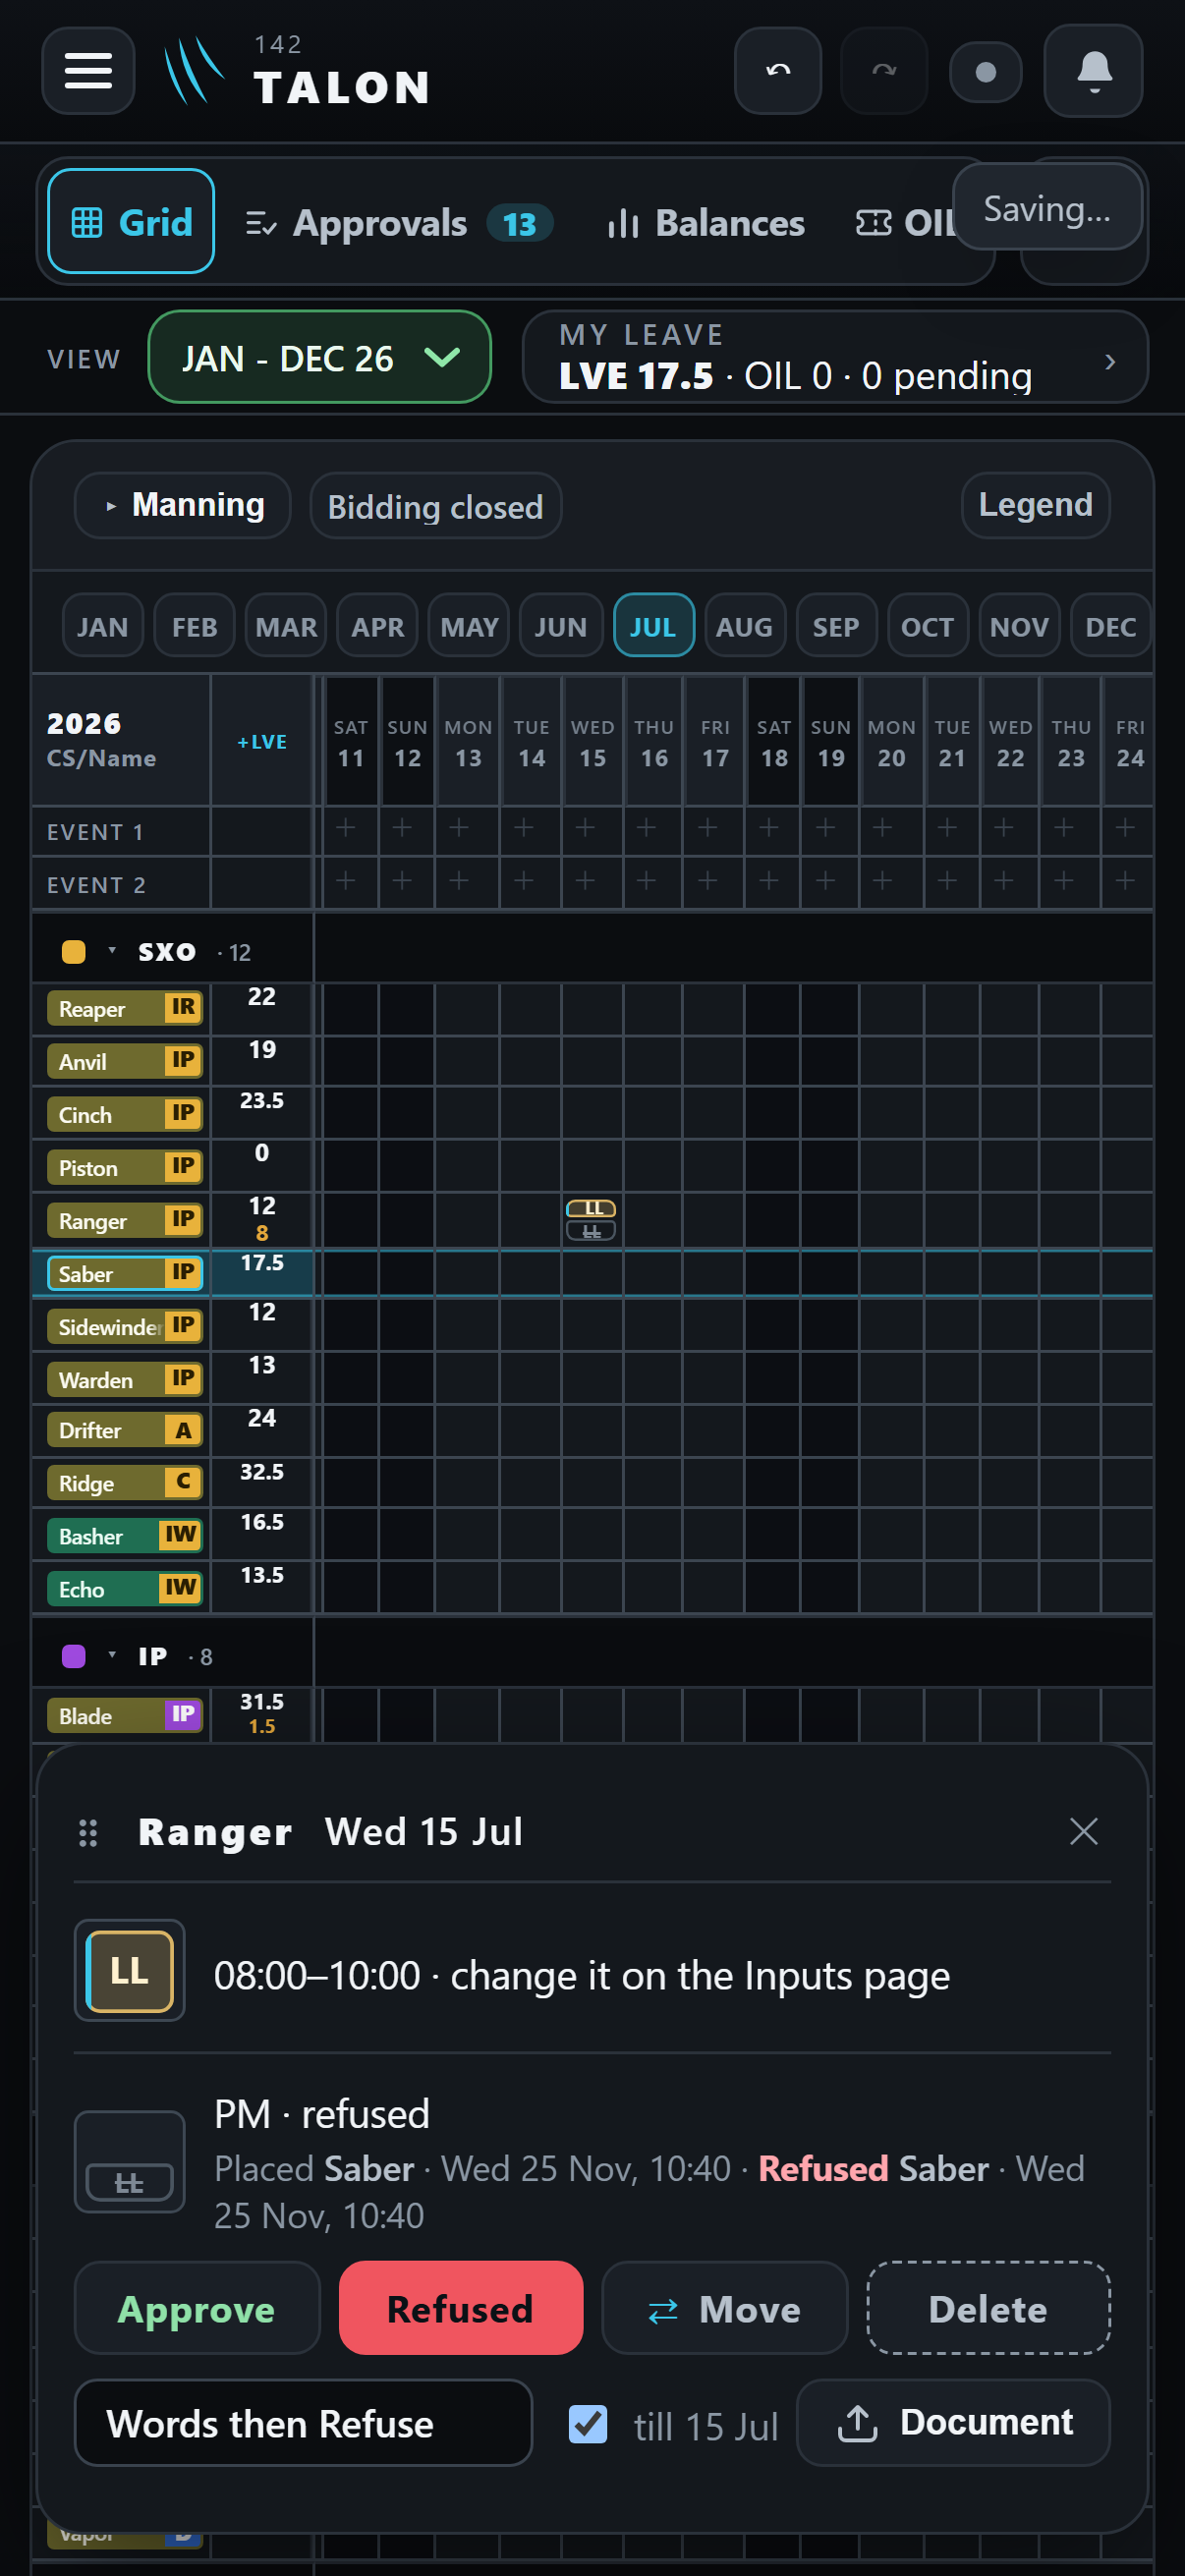 142
TALON
Grid
Approvals 13
Balances
Saving...
VIEW
JAN - DEC 26
MY LEAVE
LVE 17.5 · OIL 0 · 0 pending
Manning
Bidding closed
Legend
JAN FEB MAR APR MAY JUN JUL AUG SEP OCT NOV DEC
2026
CS/Name
+LVE
SAT SUN MON TUE WED THU FRI SAT SUN MON TUE WED THU FRI
11 12 13 14 15 16 17 18 19 20 21 22 23 24
EVENT 1
EVENT 2
SXO · 12
Reaper IR 22
Anvil IP 19
Cinch IP 23.5
Piston IP 0
Ranger IP 12 LL
8 LL
Saber IP 17.5
Sidewinder IP 12
Warden IP 13
Drifter A 24
Ridge C 32.5
Basher IW 16.5
Echo IW 13.5
IP · 8
Blade IP 31.5
1.5
Ranger Wed 15 Jul
LL 08:00–10:00 · change it on the Inputs page
PM · refused
LL Placed Saber · Wed 25 Nov, 10:40 · Refused Saber · Wed
25 Nov, 10:40
Approve Refused Move Delete
Words then Refuse till 15 Jul Document